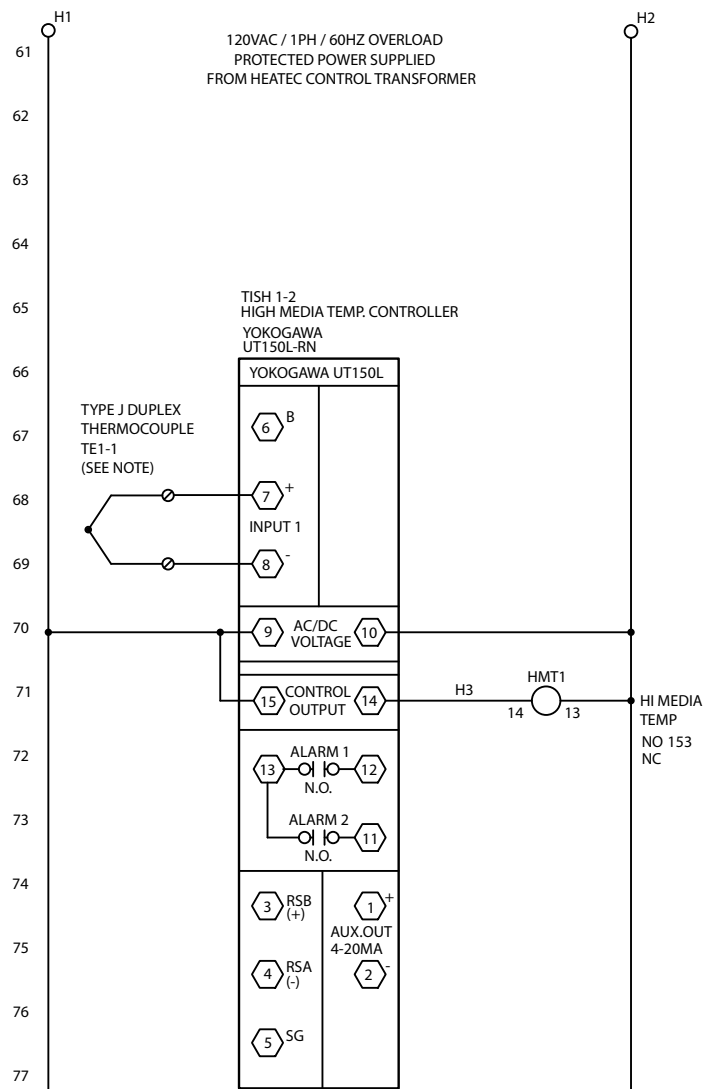 H1
H2
61
120VAC / 1PH / 60HZ OVERLOAD
PROTECTED POWER SUPPLIED
FROM HEATEC CONTROL TRANSFORMER
62
63
64
65
TISH 1-2
HIGH MEDIA TEMP. CONTROLLER
YOKOGAWA
UT150L-RN
66
YOKOGAWA UT150L
TYPE J DUPLEX
THERMOCOUPLE
TE1-1
(SEE NOTE)
67
6 B
68
7 +
INPUT 1
69
8 -
70
9 AC/DC VOLTAGE 10
71
15 CONTROL OUTPUT 14
H3
HMT1
14 13
HI MEDIA
TEMP
NO 153
NC
72
ALARM 1
13 12
N.O.
73
ALARM 2
11
N.O.
74
3 RSB (+)
1 +
AUX.OUT
4-20MA
75
4 RSA (-)
2 -
76
5 SG
77